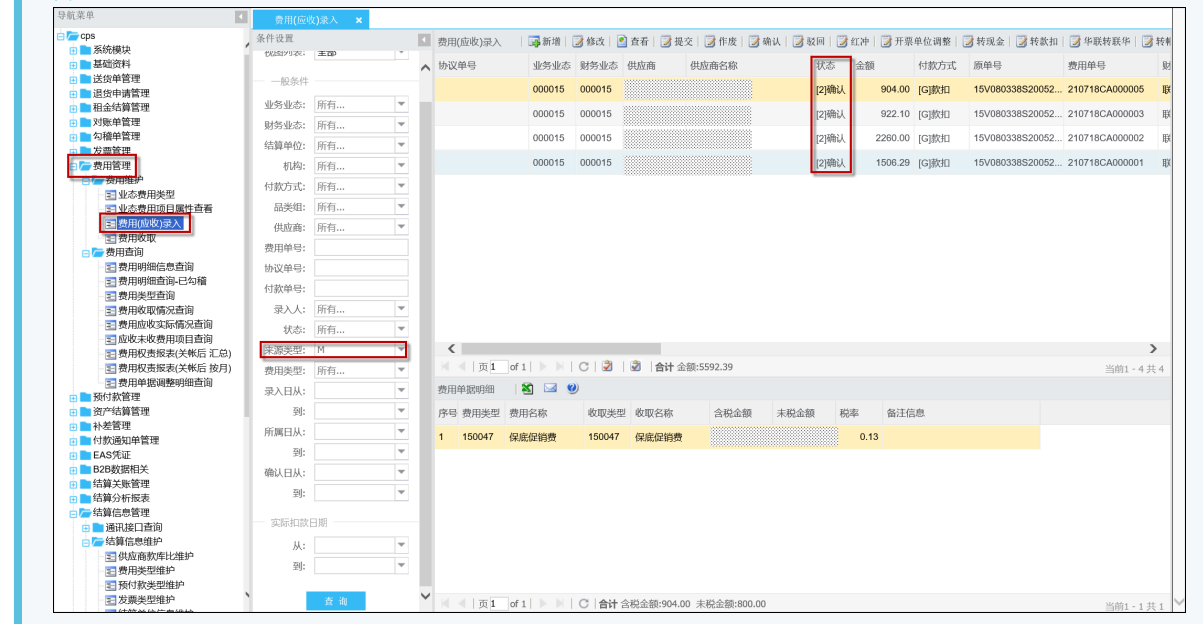 导航菜单
费用(应收)录入 ×
cps
系统模块
基础资料
送货单管理
退货申请管理
租金结算管理
对账单管理
勾稽单管理
发票管理
费用管理
费用维护
业态费用类型
业态费用项目属性查看
费用(应收)录入
费用收取
费用查询
费用明细信息查询
费用明细查询-已勾稽
费用类型查询
费用收取情况查询
费用应收实际情况查询
应收未收费用项目查询
费用权责报表(关帐后 汇总)
费用权责报表(关帐后 按月)
费用单据调整明细查询
预付款管理
资产结算管理
补差管理
付款通知单管理
EAS凭证
B2B数据相关
结算关账管理
结算分析报表
结算信息管理
通讯接口查询
结算信息维护
供应商款库比维护
费用类型维护
预付款类型维护
发票类型维护
条件设置
视图列表: 全部
一般条件
业务业态: 所有...
财务业态: 所有...
结算单位: 所有...
机构: 所有...
付款方式: 所有...
品类组: 所有...
供应商: 所有...
费用单号:
协议单号:
付款单号:
录入人: 所有...
状态: 所有...
来源类型: M
费用类型: 所有...
录入日从:
到:
所属日从:
到:
确认日从:
到:
实际扣款日期
从:
到:
查 询
费用(应收)录入 新增 修改 查看 提交 作废 确认 驳回 红冲 开票单位调整 转现金 转款扣 华联转联华 转帐
协议单号 业务业态 财务业态 供应商 供应商名称 状态 金额 付款方式 原单号 费用单号 财
000015 000015 [2]确认 904.00 [G]款扣 15V080338S20052... 210718CA000005 联
000015 000015 [2]确认 922.10 [G]款扣 15V080338S20052... 210718CA000003 联
000015 000015 [2]确认 2260.00 [G]款扣 15V080338S20052... 210718CA000002 联
000015 000015 [2]确认 1506.29 [G]款扣 15V080338S20052... 210718CA000001 联
页 1 of 1 合计 金额:5592.39 当前1 - 4 共 4
费用单据明细
序号 费用类型 费用名称 收取类型 收取名称 含税金额 未税金额 税率 备注信息
1 150047 保底促销费 150047 保底促销费 0.13
页 1 of 1 合计 含税金额:904.00 未税金额:800.00 当前1 - 1 共 1